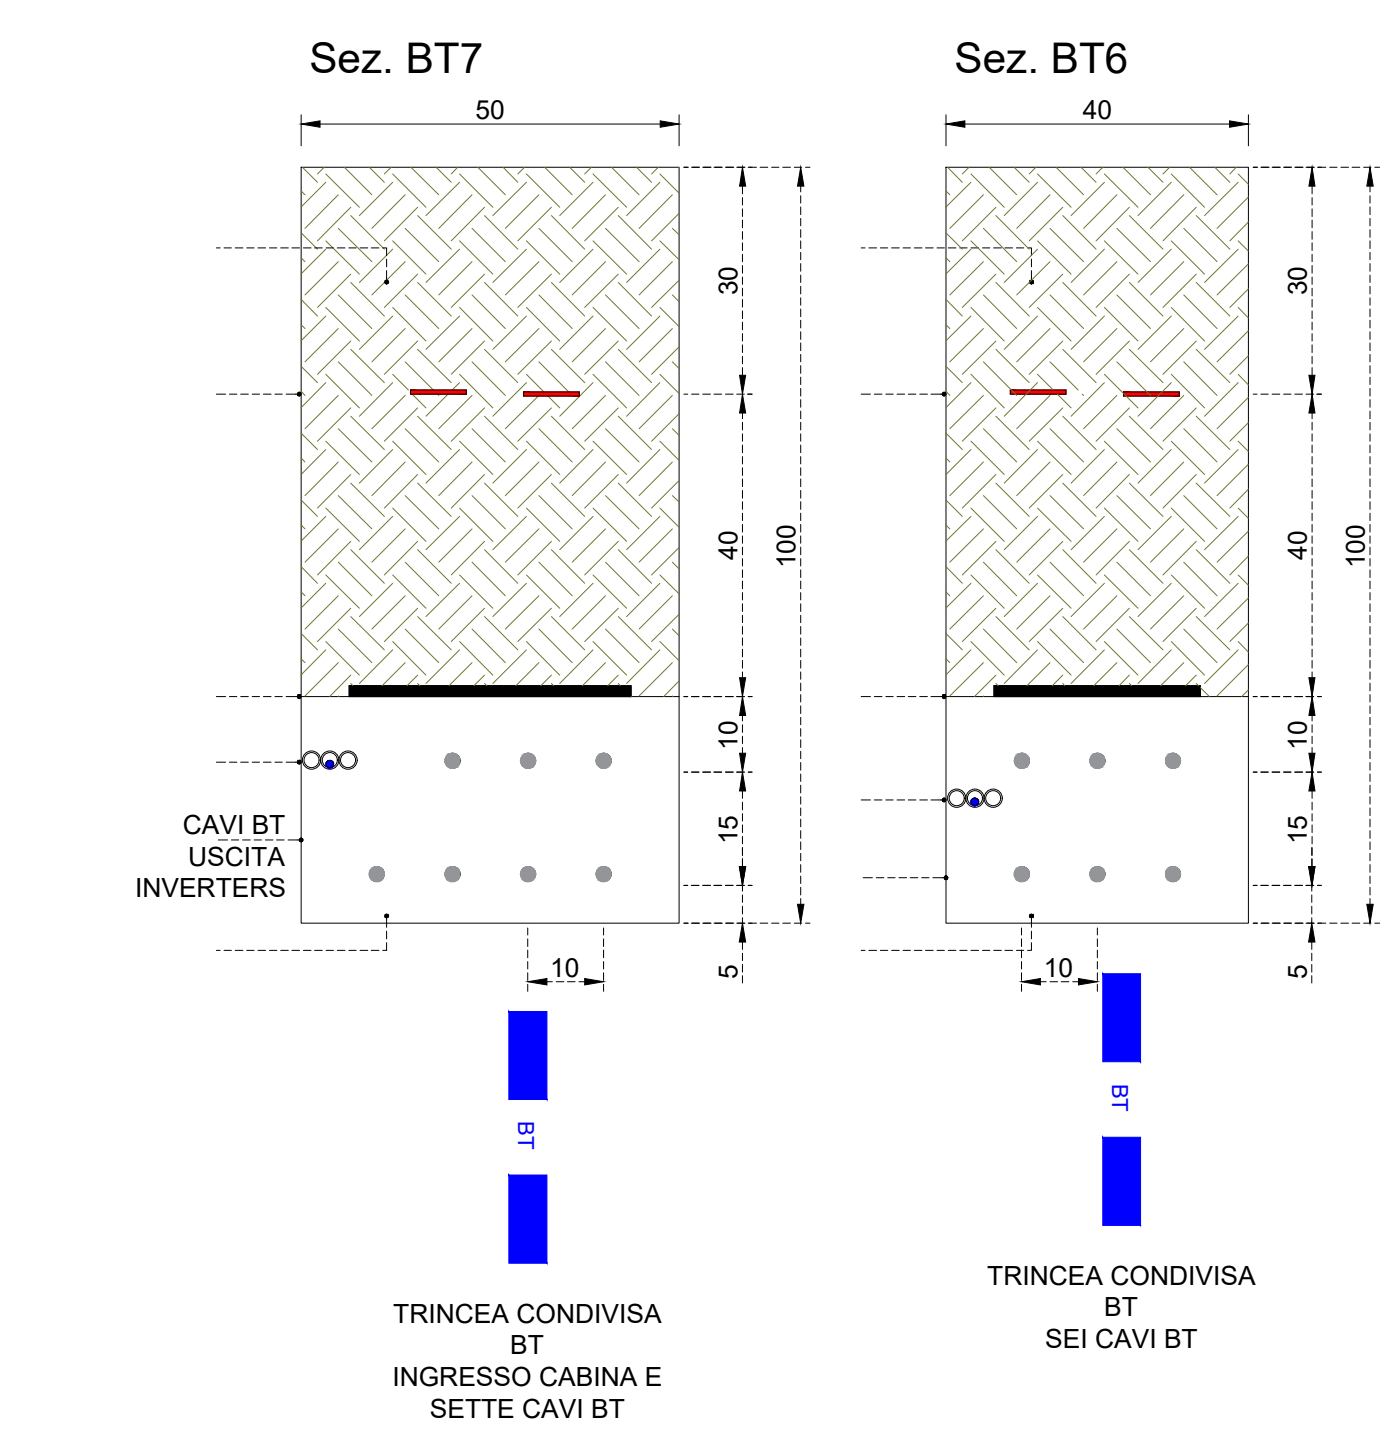 Sez. BT7
Sez. BT6
50
40
30
30
40
100
40
100
10
10
15
15
CAVI BT
USCITA
INVERTERS
10
5
10
5
BT
BT
TRINCEA CONDIVISA
BT
SEI CAVI BT
TRINCEA CONDIVISA
BT
INGRESSO CABINA E
SETTE CAVI BT